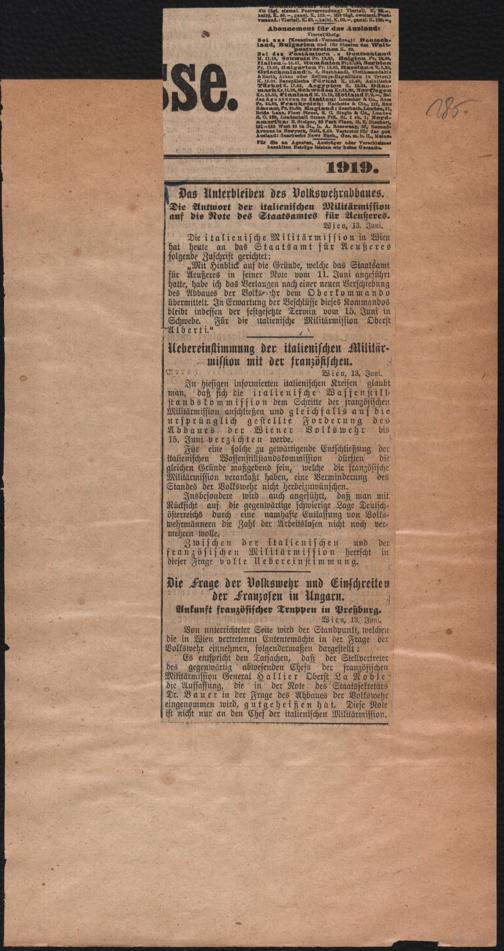 185.
sse.
Abonnement für das Ausland:
1919.
Das Unterbleiben des Volkswehrabbaues.
Die Antwort der italienischen Militärmission
auf die Note des Staatsamtes für Aeußeres.
Wien, 13. Juni.
Die italienische Militärmission in Wien
hat heute an das Staatsamt für Aeußeres
folgende Zuschrift gerichtet:
„Mit Hinblick auf die Gründe, welche das Staatsamt
für Aeußeres in seiner Note vom 11. Juni angeführt
hatte, habe ich das Verlangen nach einer neuen Verschiebung
des Abbaues der Volkswehr dem Oberkommando
übermittelt. In Erwartung der Beschlüsse dieses Kommandos
bleibt indessen der festgesetzte Termin vom 15. Juni in
Schwebe. Für die italienische Militärmission Oberst
Alberti.“
Uebereinstimmung der italienischen Militär-
mission mit der französischen.
Wien, 13. Juni.
In hiesigen informierten italienischen Kreisen glaubt
man, daß sich die italienische Waffenstill-
standskommission dem Schritte der französischen
Militärmission anschließen und gleichfalls auf die
ursprünglich gestellte Forderung des
Abbaues der Wiener Volkswehr bis
15. Juni verzichten werde.
Für eine solche zu gewärtigende Entschließung der
italienischen Waffenstillstandskommission dürften die
gleichen Gründe maßgebend sein, welche die französische
Militärmission veranlaßt haben, eine Verminderung des
Standes der Volkswehr nicht herbeizuwünschen.
Insbesondere wird auch angeführt, daß man mit
Rücksicht auf die gegenwärtige schwierige Lage Deutsch-
österreichs durch eine namhafte Entlassung von Volks-
wehrmännern die Zahl der Arbeitslosen nicht noch ver-
mehren wolle.
Zwischen der italienischen und der
französischen Militärmission herrscht in
dieser Frage volle Uebereinstimmung.
Die Frage der Volkswehr und Einschreiten
der Franzosen in Ungarn.
Ankunft französischer Truppen in Preßburg.
Wien, 13. Juni.
Von unterrichteter Seite wird der Standpunkt, welchen
die in Wien vertretenen Ententemächte in der Frage der
Volkswehr einnehmen, folgendermaßen dargestellt:
Es entspricht den Tatsachen, daß der Stellvertreter
des gegenwärtig abwesenden Chefs der französischen
Militärmission General Hallier Oberst La Noble
die Auffassung, die in der Note des Staatssekretärs
Dr. Bauer in der Frage des Abbaues der Volkswehr
eingenommen wird, gutgeheißen hat. Diese Note
ist nicht nur an den Chef der italienischen Militärmission,